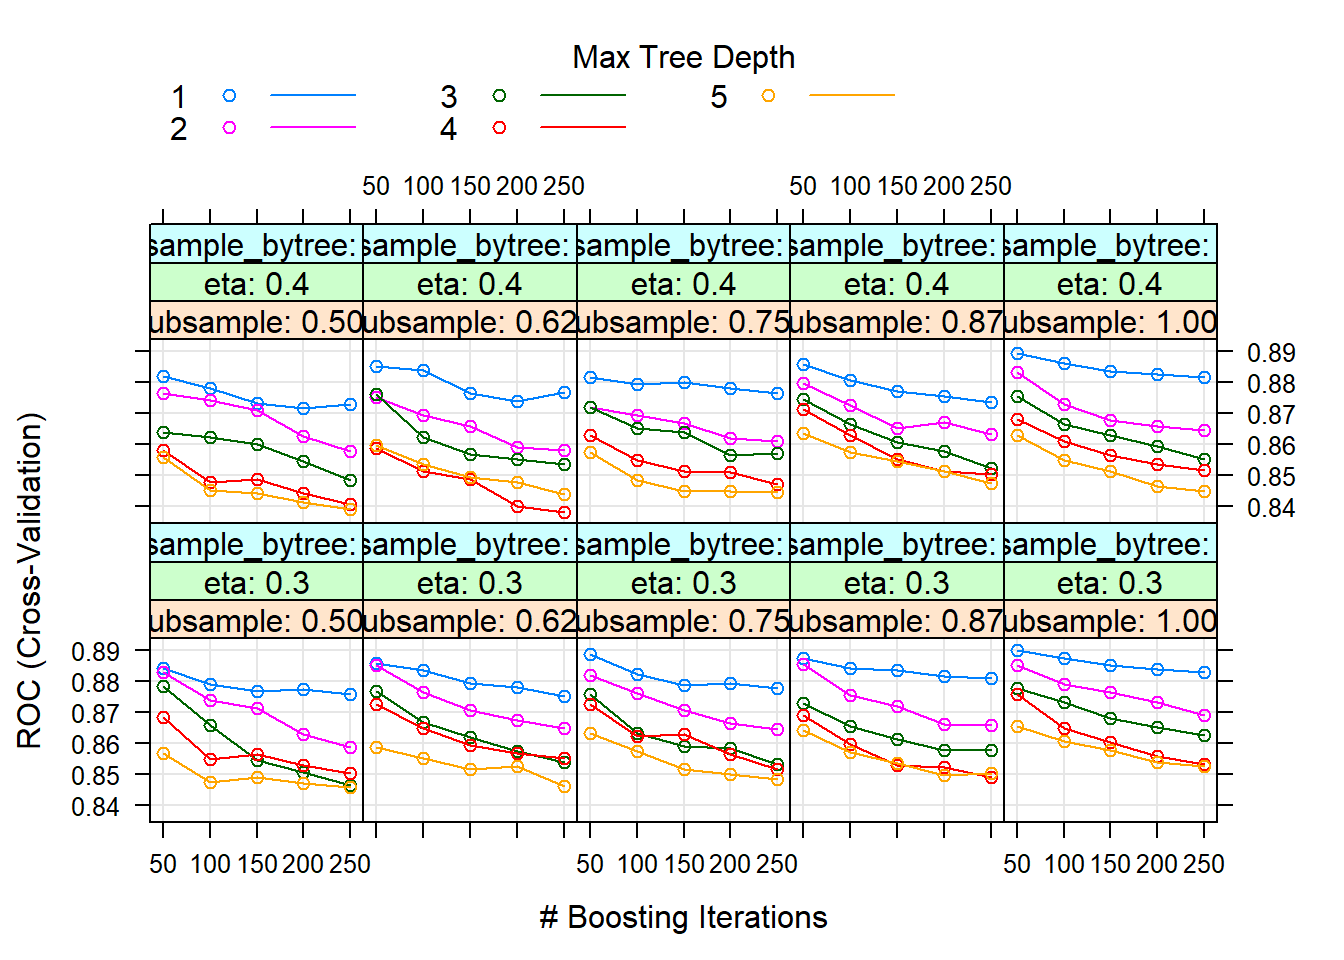 Max Tree Depth
1 3 5
2 4
50 100 150 200 250 50 100 150 200 250
sample_bytree: sample_bytree: sample_bytree: sample_bytree: sample_bytree:
eta: 0.4 eta: 0.4 eta: 0.4 eta: 0.4 eta: 0.4
ubsample: 0.50 ubsample: 0.62 ubsample: 0.75 ubsample: 0.87 ubsample: 1.00
0.89
0.88
0.87
0.86
0.85
0.84
sample_bytree: sample_bytree: sample_bytree: sample_bytree: sample_bytree:
eta: 0.3 eta: 0.3 eta: 0.3 eta: 0.3 eta: 0.3
ubsample: 0.50 ubsample: 0.62 ubsample: 0.75 ubsample: 0.87 ubsample: 1.00
0.89
0.88
0.87
0.86
0.85
0.84
ROC (Cross-Validation)
50 100 150 200 250 50 100 150 200 250 50 100 150 200 250
# Boosting Iterations